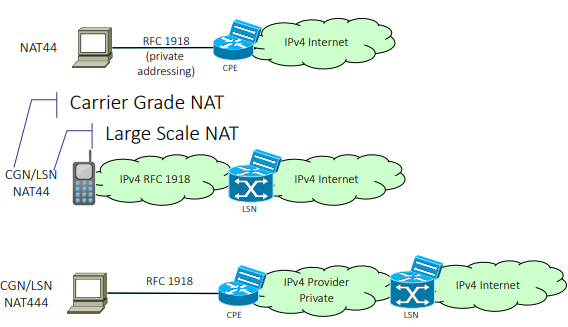 NAT44
RFC 1918
(private
addressing)
CPE
IPv4 Internet
Carrier Grade NAT
Large Scale NAT
CGN/LSN
NAT44
IPv4 RFC 1918
LSN
IPv4 Internet
CGN/LSN
NAT444
RFC 1918
CPE
IPv4 Provider
Private
LSN
IPv4 Internet